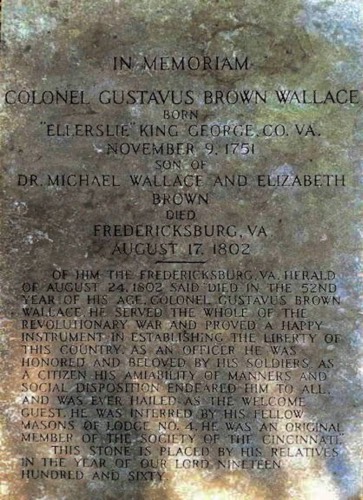 IN MEMORIAM
COLONEL GUSTAVUS BROWN WALLACE
BORN
"ELLERSLIE" KING GEORGE, CO. VA.
NOVEMBER 9, 1751
SON OF
DR. MICHAEL WALLACE AND ELIZABETH
BROWN
DIED
FREDERICKSBURG, VA
AUGUST 17, 1802
OF HIM THE FREDERICKSBURG, VA. HERALD
OF AUGUST 24, 1802 SAID DIED IN THE 52ND
YEAR OF HIS AGE, COLONEL GUSTAVUS BROWN
WALLACE. HE SERVED THE WHOLE OF THE
REVOLUTIONARY WAR AND PROVED A HAPPY
INSTRUMENT IN ESTABLISHING THE LIBERTY OF
THIS COUNTRY. AS AN OFFICER HE WAS
HONORED AND BELOVED BY HIS SOLDIERS, AS
A CITIZEN HIS AMIABILITY OF MANNERS AND
SOCIAL DISPOSITION ENDEARED HIM TO ALL,
AND WAS EVER HAILED AS THE WELCOME
GUEST. HE WAS INTERRED BY HIS FELLOW
MASONS OF LODGE NO. 4. HE WAS AN ORIGINAL
MEMBER OF THE SOCIETY OF THE CINCINNATI.
THIS STONE IS PLACED BY HIS RELATIVES
IN THE YEAR OF OUR LORD NINETEEN
HUNDRED AND SIXTY.